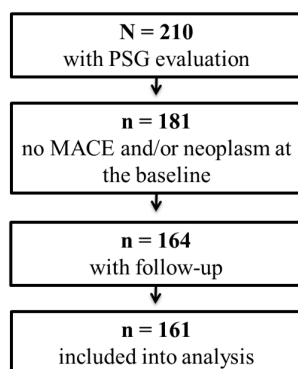 N = 210
with PSG evaluation
n = 181
no MACE and/or neoplasm at
the baseline
n = 164
with follow-up
n = 161
included into analysis